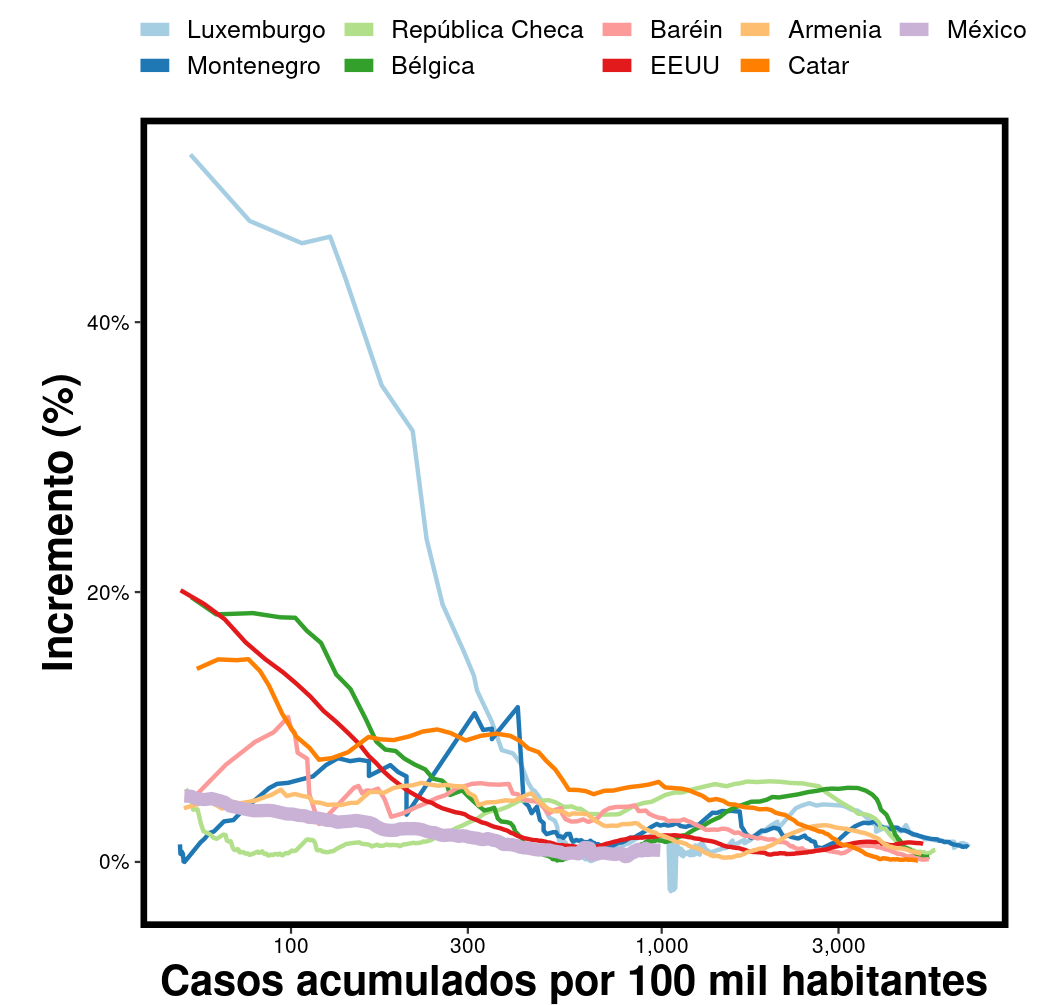 Luxemburgo República Checa Baréin Armenia México
Montenegro Bélgica EEUU Catar
40%
20%
0%
Incremento (%)
100 300 1,000 3,000
Casos acumulados por 100 mil habitantes